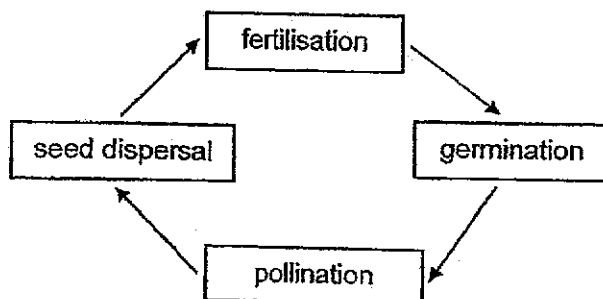 fertilisation
seed dispersal
germination
pollination